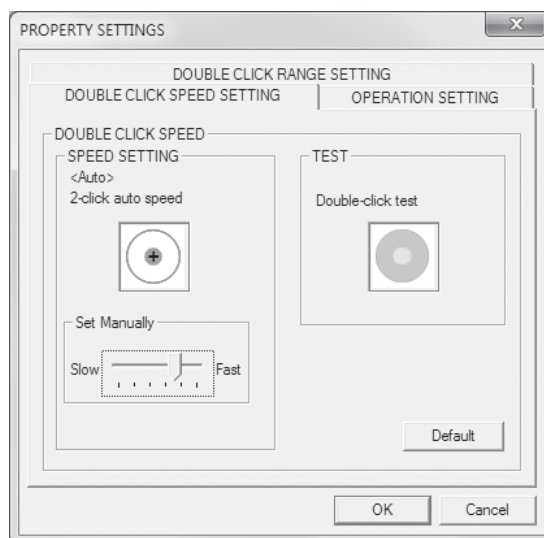 PROPERTY SETTINGS
DOUBLE CLICK RANGE SETTING
DOUBLE CLICK SPEED SETTING
OPERATION SETTING
DOUBLE CLICK SPEED
SPEED SETTING
<Auto>
2-click auto speed
Set Manually
Slow
Fast
TEST
Double-click test
Default
OK
Cancel